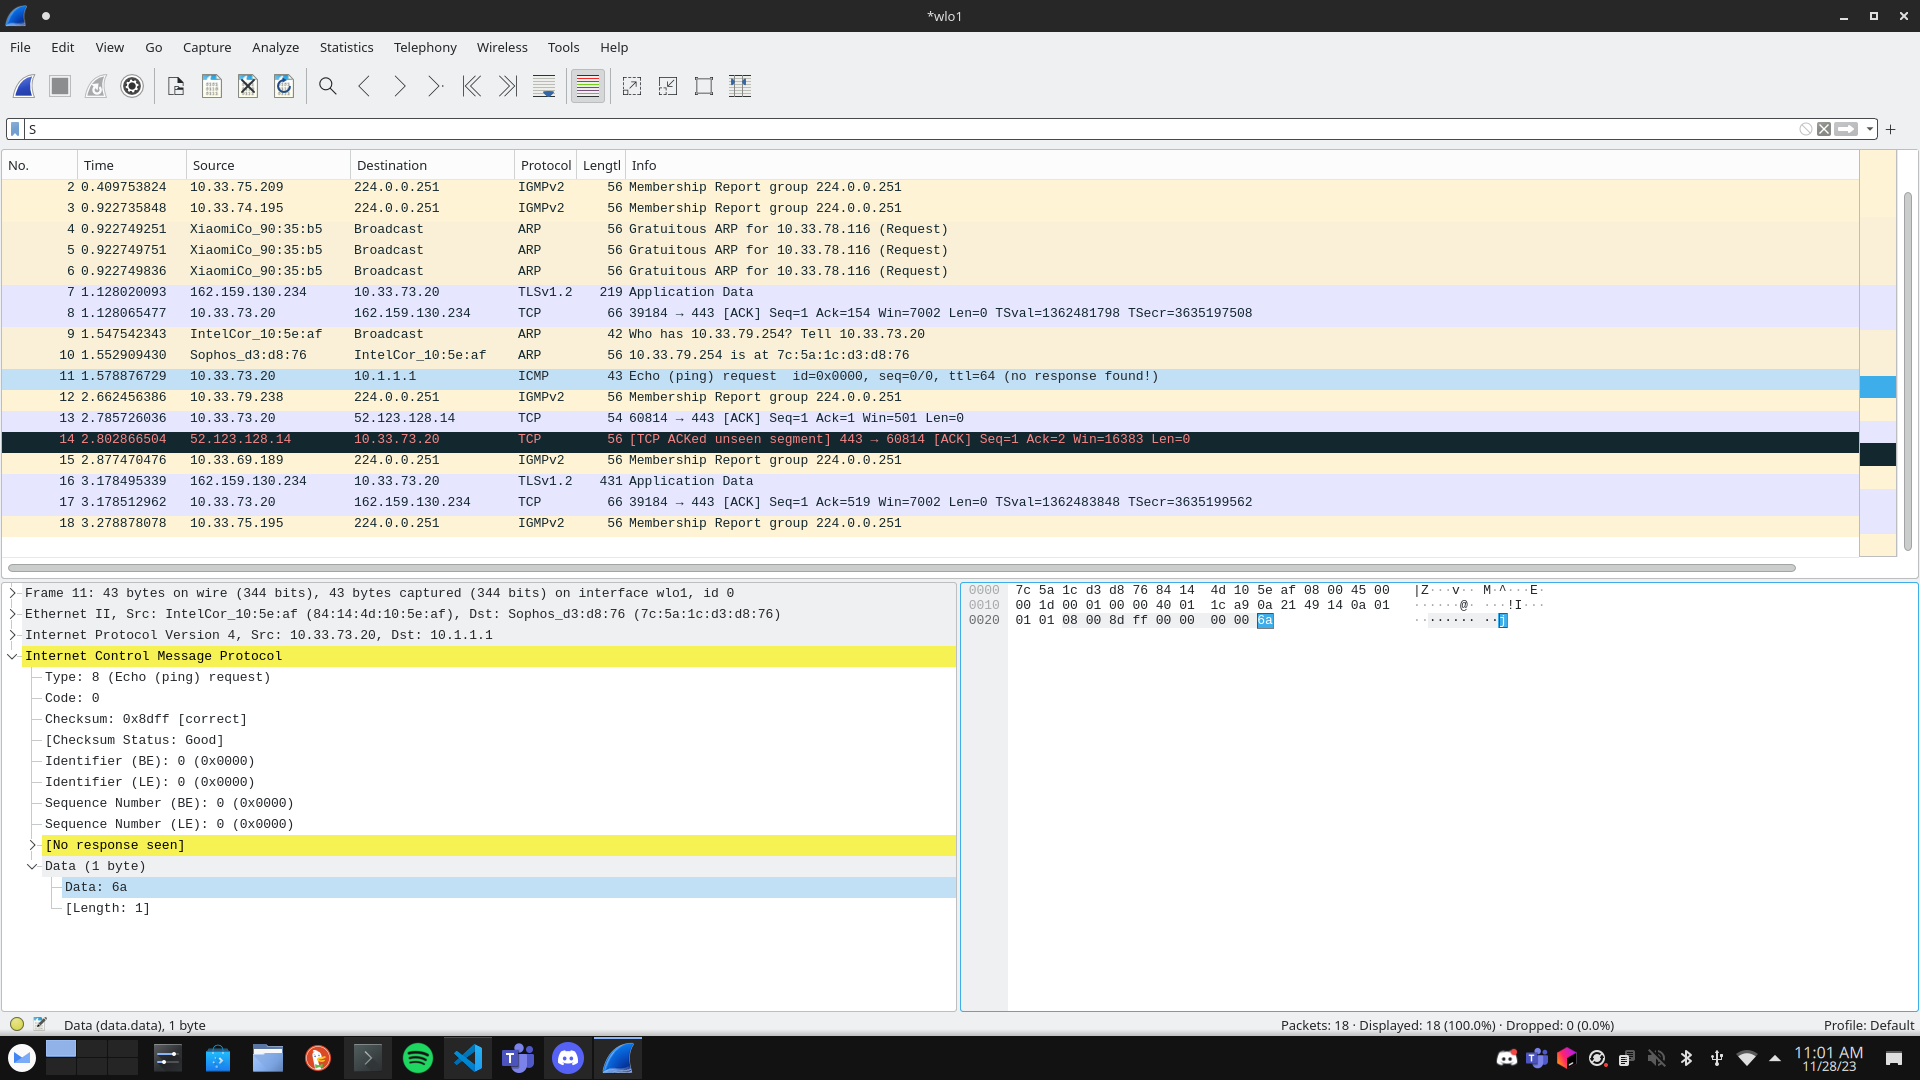 *wlo1
File Edit View Go Capture Analyze Statistics Telephony Wireless Tools Help
S
No. Time Source Destination Protocol Lengtl Info
2 0.409753824 10.33.75.209 224.0.0.251 IGMPv2 56 Membership Report group 224.0.0.251
3 0.922735848 10.33.74.195 224.0.0.251 IGMPv2 56 Membership Report group 224.0.0.251
4 0.922749251 XiaomiCo_90:35:b5 Broadcast ARP 56 Gratuitous ARP for 10.33.78.116 (Request)
5 0.922749751 XiaomiCo_90:35:b5 Broadcast ARP 56 Gratuitous ARP for 10.33.78.116 (Request)
6 0.922749836 XiaomiCo_90:35:b5 Broadcast ARP 56 Gratuitous ARP for 10.33.78.116 (Request)
7 1.128020093 162.159.130.234 10.33.73.20 TLSv1.2 219 Application Data
8 1.128065477 10.33.73.20 162.159.130.234 TCP 66 39184 → 443 [ACK] Seq=1 Ack=154 Win=7002 Len=0 TSval=1362481798 TSecr=3635197508
9 1.547542343 IntelCor_10:5e:af Broadcast ARP 42 Who has 10.33.79.254? Tell 10.33.73.20
10 1.552909430 Sophos_d3:d8:76 IntelCor_10:5e:af ARP 56 10.33.79.254 is at 7c:5a:1c:d3:d8:76
11 1.578876729 10.33.73.20 10.1.1.1 ICMP 43 Echo (ping) request id=0x0000, seq=0/0, ttl=64 (no response found!)
12 2.662456386 10.33.79.238 224.0.0.251 IGMPv2 56 Membership Report group 224.0.0.251
13 2.785726036 10.33.73.20 52.123.128.14 TCP 54 60814 → 443 [ACK] Seq=1 Ack=1 Win=501 Len=0
14 2.802866504 52.123.128.14 10.33.73.20 TCP 56 [TCP ACKed unseen segment] 443 → 60814 [ACK] Seq=1 Ack=2 Win=16383 Len=0
15 2.877470476 10.33.69.189 224.0.0.251 IGMPv2 56 Membership Report group 224.0.0.251
16 3.178495339 162.159.130.234 10.33.73.20 TLSv1.2 431 Application Data
17 3.178512962 10.33.73.20 162.159.130.234 TCP 66 39184 → 443 [ACK] Seq=1 Ack=519 Win=7002 Len=0 TSval=1362483848 TSecr=3635199562
18 3.278878078 10.33.75.195 224.0.0.251 IGMPv2 56 Membership Report group 224.0.0.251
Frame 11: 43 bytes on wire (344 bits), 43 bytes captured (344 bits) on interface wlo1, id 0
Ethernet II, Src: IntelCor_10:5e:af (84:14:4d:10:5e:af), Dst: Sophos_d3:d8:76 (7c:5a:1c:d3:d8:76)
Internet Protocol Version 4, Src: 10.33.73.20, Dst: 10.1.1.1
Internet Control Message Protocol
Type: 8 (Echo (ping) request)
Code: 0
Checksum: 0x8dff [correct]
[Checksum Status: Good]
Identifier (BE): 0 (0x0000)
Identifier (LE): 0 (0x0000)
Sequence Number (BE): 0 (0x0000)
Sequence Number (LE): 0 (0x0000)
[No response seen]
Data (1 byte)
Data: 6a
[Length: 1]
0000 7c 5a 1c d3 d8 76 84 14 4d 10 5e af 08 00 45 00 |Z···v·· M·^···E·
0010 00 1d 00 01 00 00 40 01 1c a9 0a 21 49 14 0a 01 ······@· ···!I···
0020 01 01 08 00 8d ff 00 00 00 00 6a ········ ··j
Data (data.data), 1 byte
Packets: 18 · Displayed: 18 (100.0%) · Dropped: 0 (0.0%)
Profile: Default
11:01 AM
11/28/23